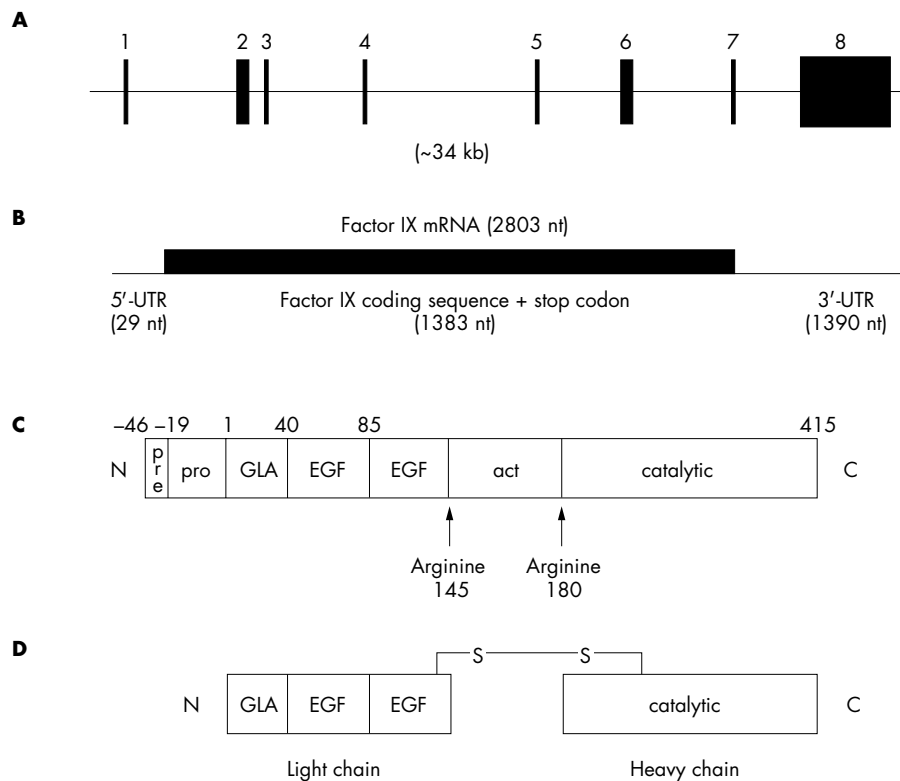 A
1 2 3 4 5 6 7 8
(~34 kb)
B
Factor IX mRNA (2803 nt)
5′-UTR Factor IX coding sequence + stop codon 3′-UTR
(29 nt) (1383 nt) (1390 nt)
C
–46 –19 1 40 85 415
N pre pro GLA EGF EGF act catalytic C
Arginine Arginine
145 180
D
S S
N GLA EGF EGF catalytic C
Light chain Heavy chain